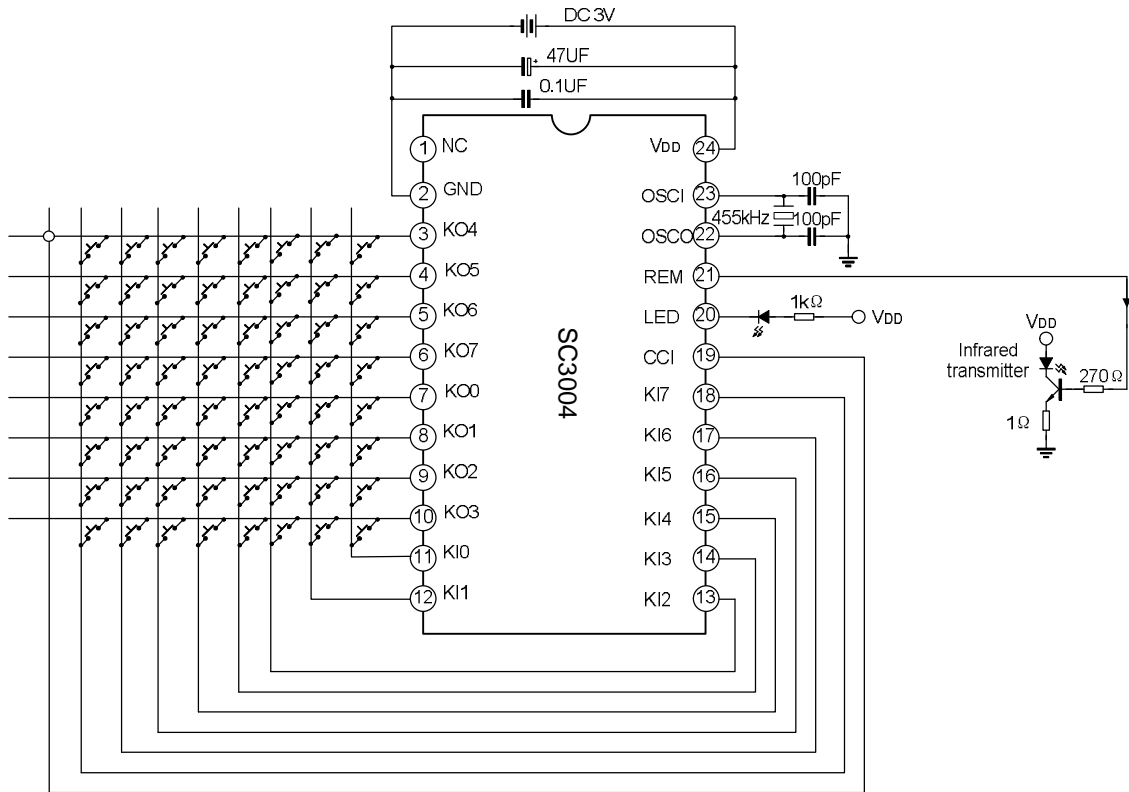 DC 3V
47UF
+
0.1UF
1 NC
VDD 24
2 GND
OSCI 23
100pF
455kHz
100pF
3 KO4
OSCO 22
4 KO5
REM 21
5 KO6
LED 20
1kΩ
VDD
6 KO7
CCI 19
7 KO0
KI7 18
8 KO1
KI6 17
9 KO2
KI5 16
10 KO3
KI4 15
11 KI0
KI3 14
12 KI1
KI2 13
SC3004
VDD
Infrared
transmitter
270 Ω
1Ω